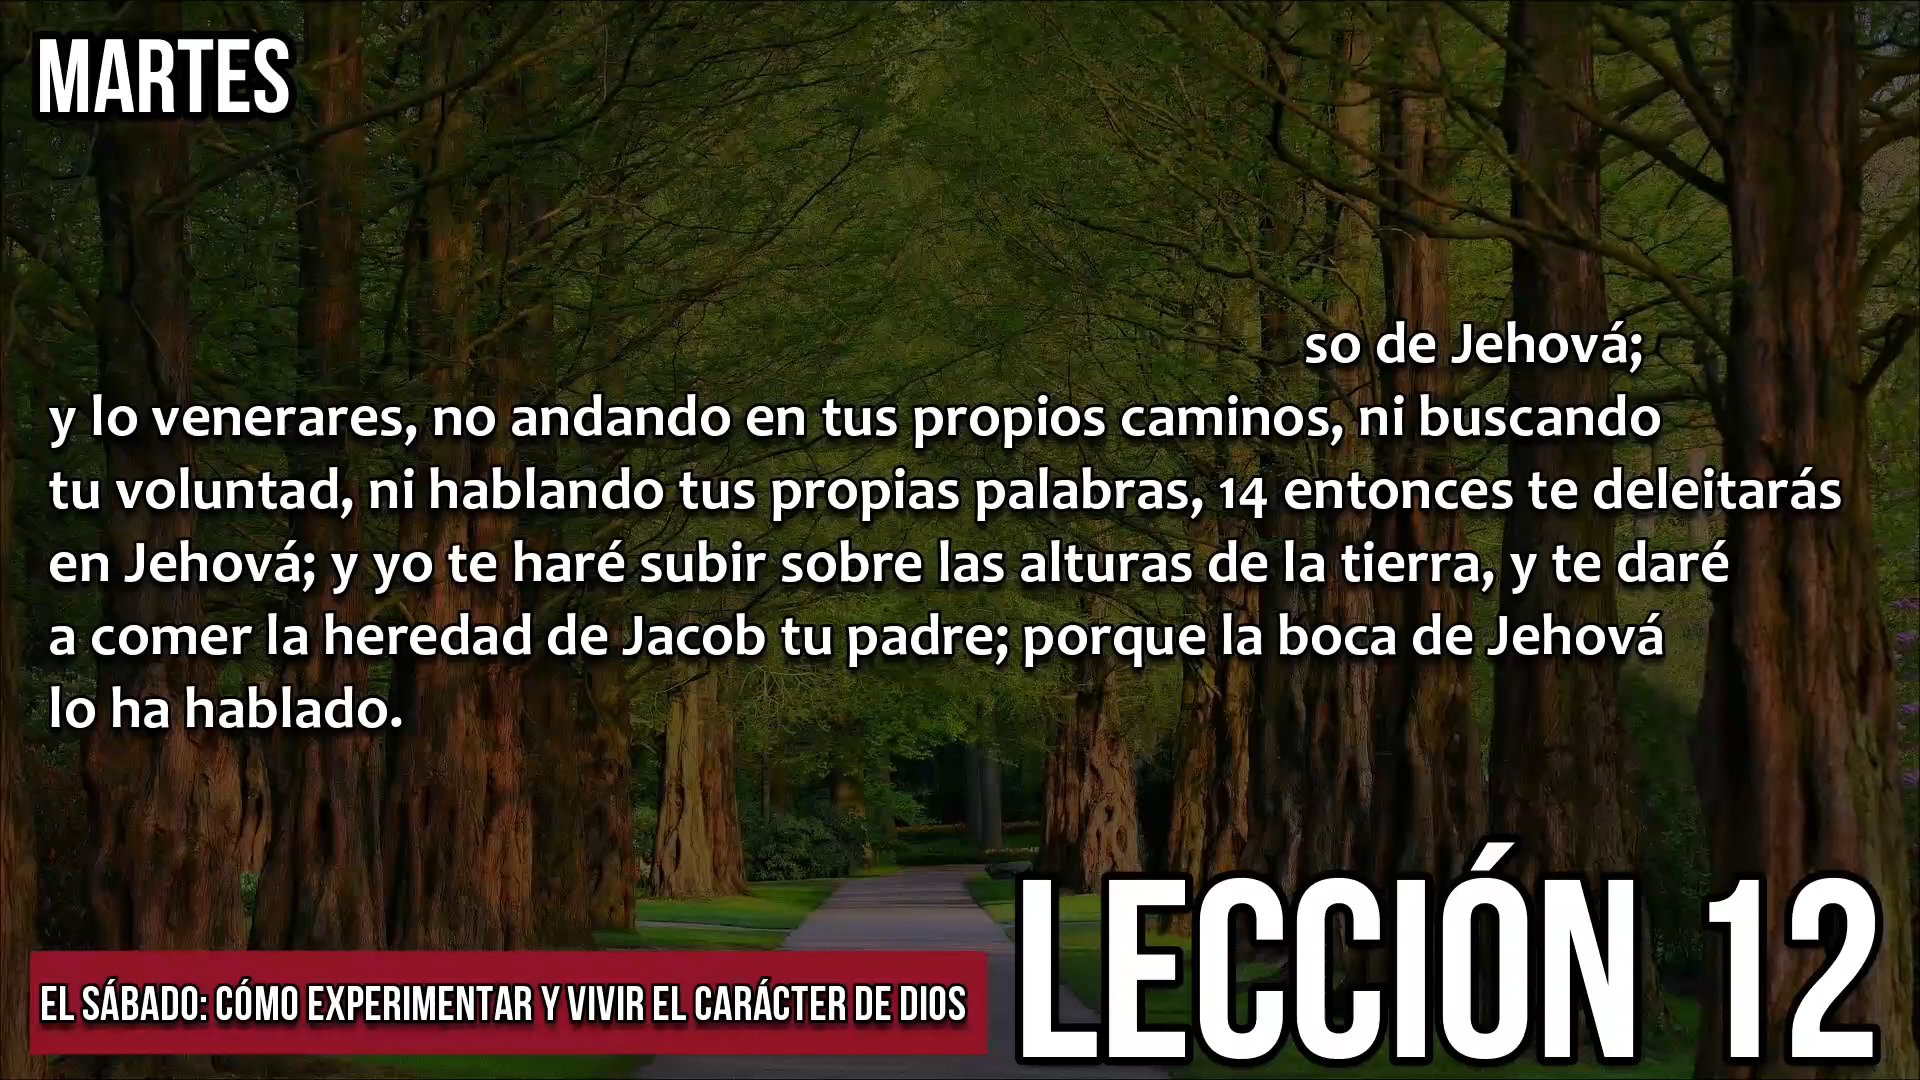 MARTES
so de Jehová;
y lo venerares, no andando en tus propios caminos, ni buscando
tu voluntad, ni hablando tus propias palabras, 14 entonces te deleitarás
en Jehová; y yo te haré subir sobre las alturas de la tierra, y te daré
a comer la heredad de Jacob tu padre; porque la boca de Jehová
lo ha hablado.
EL SÁBADO: CÓMO EXPERIMENTAR Y VIVIR EL CARÁCTER DE DIOS
LECCIÓN 12